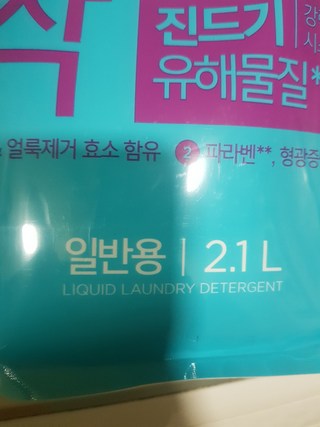 착
진드기
유해물질*
얼룩제거 효소 함유 2 파라벤**, 형광증
일반용 | 2.1 L
LIQUID LAUNDRY DETERGENT